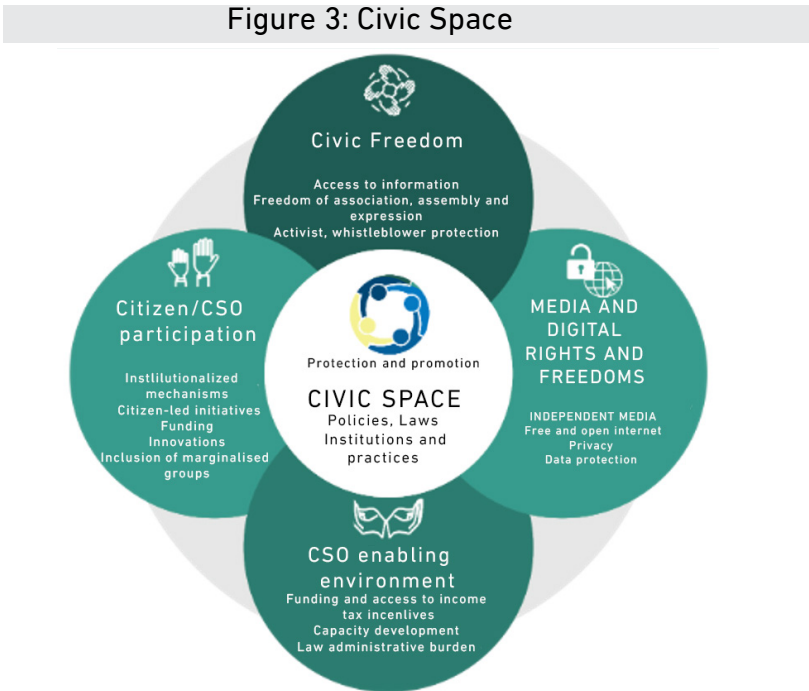 Figure 3: Civic Space
Civic Freedom
Access to information
Freedom of association, assembly and
expression
Activist, whistleblower protection
Citizen/CSO
participation
Instlilutionalized
mechanisms
Citizen-led initiatives
Funding
Innovations
Inclusion of marginalised
groups
Protection and promotion
CIVIC SPACE
Policies, Laws
Institutions and
practices
MEDIA AND
DIGITAL
RIGHTS AND
FREEDOMS
INDEPENDENT MEDIA
Free and open internet
Privacy
Data protection
CSO enabling
environment
Funding and access to income
tax incenlives
Capacity development
Law administrative burden